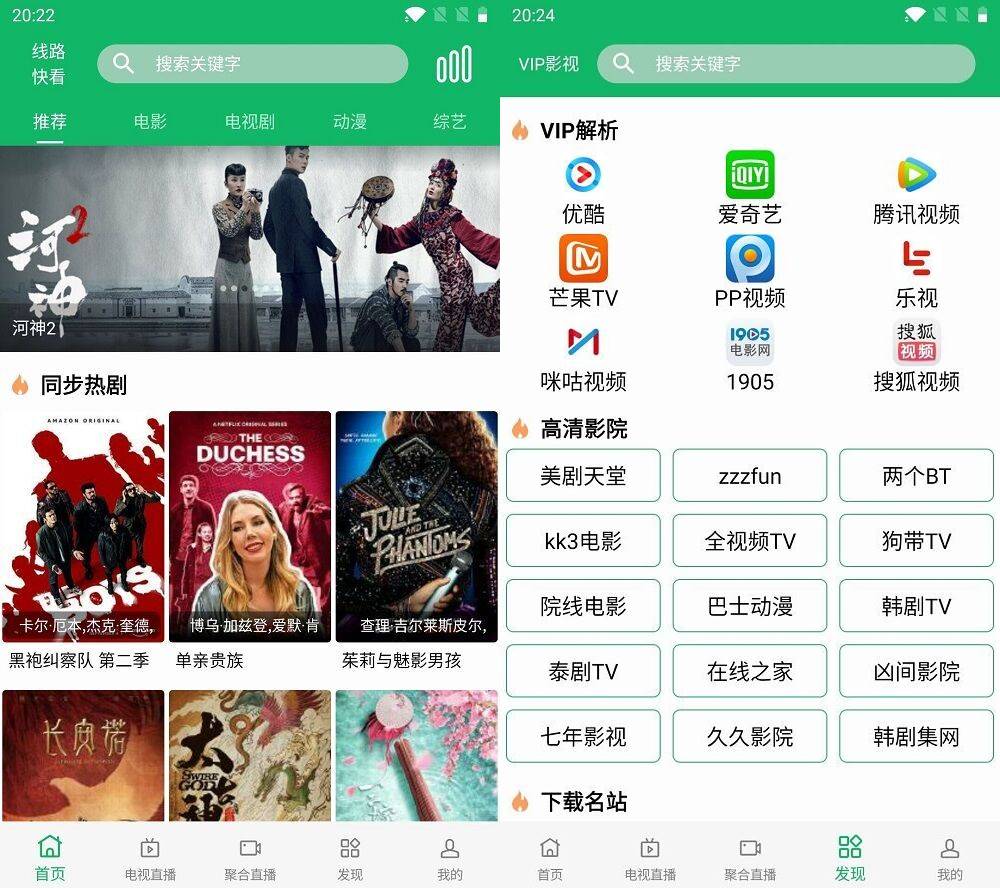 20:22
线路
快看
搜索关键字
推荐
电影
电视剧
动漫
综艺
河神2
河神2
同步热剧
AMAZON ORIGINAL
卡尔·厄本,杰克·奎德,
黑袍纠察队 第二季
A NETFLIX ORIGINAL SERIES
THE
DUCHESS
博乌·加兹登,爱默·肯
单亲贵族
JULIE
AND THE
PHANTOMS
查理·吉尔莱斯皮尔,
茱莉与魅影男孩
长安诺
大神
SWIRE
GOD
首页
电视直播
聚合直播
发现
我的
20:24
VIP影视
搜索关键字
VIP解析
优酷
iQIYI
爱奇艺
腾讯视频
芒果TV
PP视频
乐视
咪咕视频
1905
电影网
1905
搜狐
视频
搜狐视频
高清影院
美剧天堂
zzzfun
两个BT
kk3电影
全视频TV
狗带TV
院线电影
巴士动漫
韩剧TV
泰剧TV
在线之家
凶间影院
七年影视
久久影院
韩剧集网
下载名站
首页
电视直播
聚合直播
发现
我的